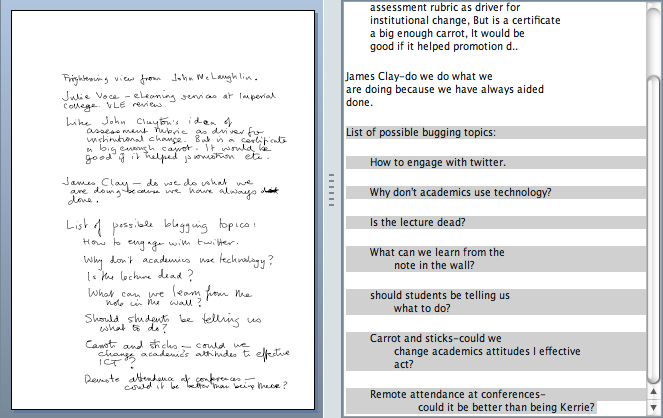 Frightening view from John McLaughlin.
Julie Voce - eLearning services at Imperial
College VLE review.
Like John Clayton's idea of
assessment rubric as driver for
institutional change. But is a certificate
a big enough carrot. It would be
good if it helped promotion etc.
James Clay - do we do what we
are doing because we have always
done.
List of possible blogging topics:
How to engage with twitter.
Why don't academics use technology?
Is the lecture dead?
What can we learn from the
hole in the wall?
Should students be telling us
what to do?
Carrots and sticks - could we
change academics attitudes to effective
ICT?
Remote attendance at conferences -
could it be better than being there?
assessment rubric as driver for
institutional change, But is a certificate
a big enough carrot, It would be
good if it helped promotion d..
James Clay-do we do what we
are doing because we have always aided
done.
List of possible bugging topics:
How to engage with twitter.
Why don't academics use technology?
Is the lecture dead?
What can we learn from the
note in the wall?
should students be telling us
what to do?
Carrot and sticks-could we
change academics attitudes I effective
act?
Remote attendance at conferences-
could it be better than being Kerrie?